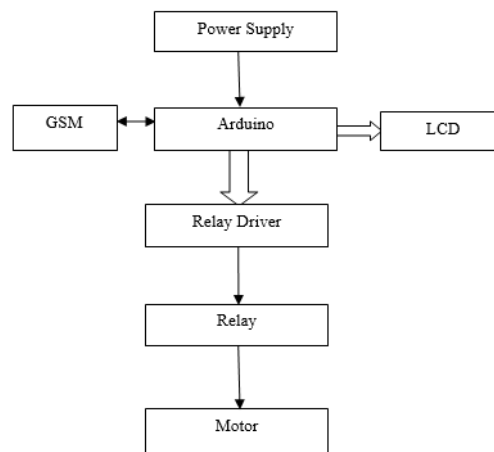 Power Supply
GSM
Arduino
LCD
Relay Driver
Relay
Motor